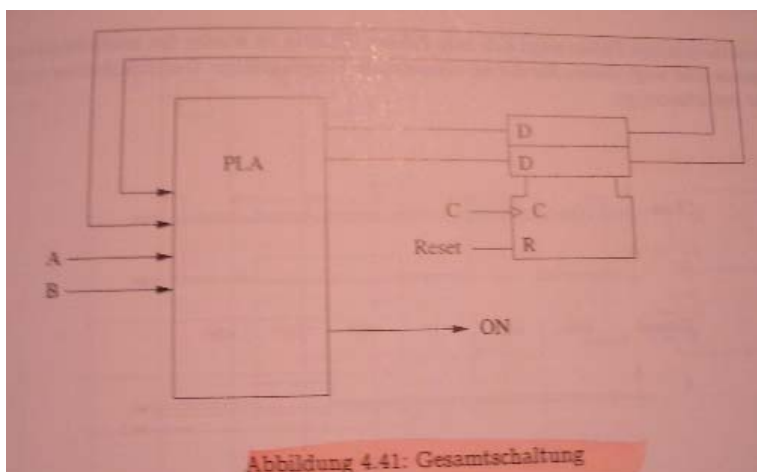 D
PLA
D
C C
Reset R
A
B
ON
Abbildung 4.41: Gesamtschaltung